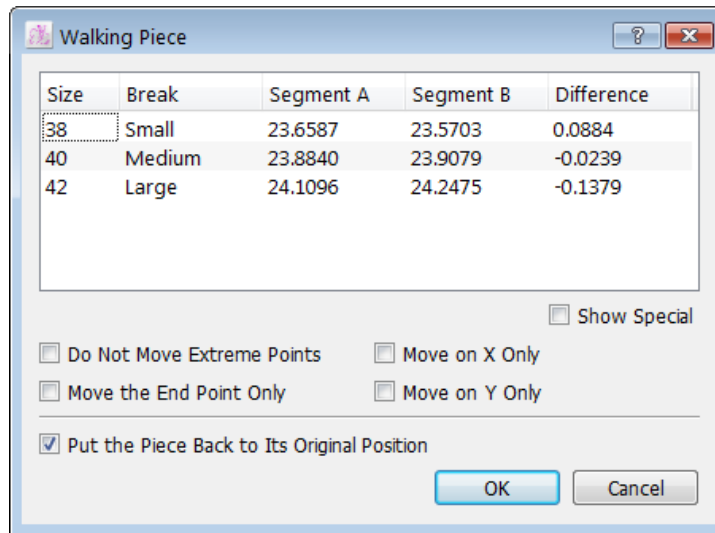 Walking Piece
Size Break Segment A Segment B Difference
38 Small 23.6587 23.5703 0.0884
40 Medium 23.8840 23.9079 -0.0239
42 Large 24.1096 24.2475 -0.1379
Show Special
Do Not Move Extreme Points Move on X Only
Move the End Point Only Move on Y Only
Put the Piece Back to Its Original Position
OK Cancel